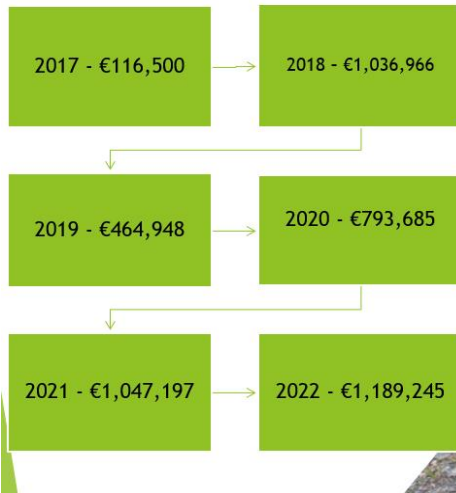 2017 - €116,500
2018 - €1,036,966
2019 - €464,948
2020 - €793,685
2021 - €1,047,197
2022 - €1,189,245